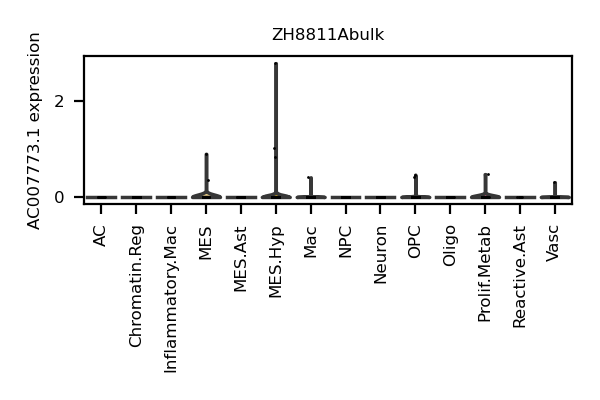 ZH8811Abulk
AC007773.1 expression
2
0
AC
Chromatin.Reg
Inflammatory.Mac
MES
MES.Ast
MES.Hyp
Mac
NPC
Neuron
OPC
Oligo
Prolif.Metab
Reactive.Ast
Vasc